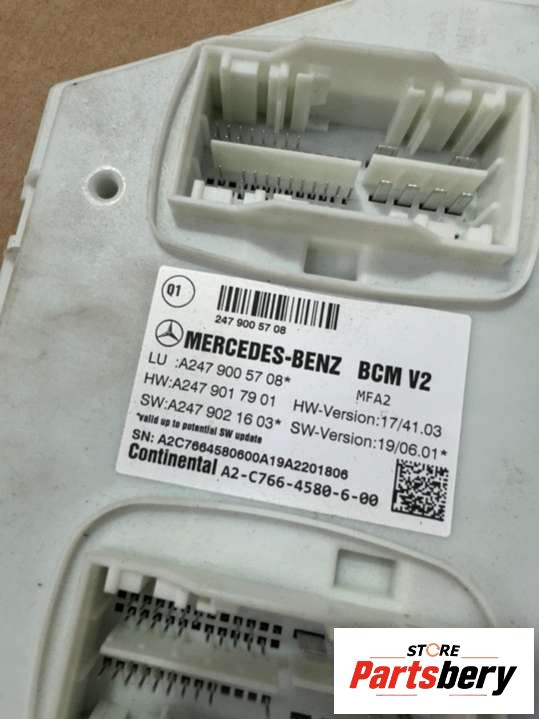 Q1
247 900 57 08
MERCEDES-BENZ BCM V2
LU :A247 900 57 08* MFA2
HW:A247 901 79 01 HW-Version:17/41.03
SW:A247 902 16 03* SW-Version:19/06.01*
*valid up to potential SW update
SN: A2C7664580600A19A2201806
Continental A2-C766-4580-6-00
STORE
Partsbery